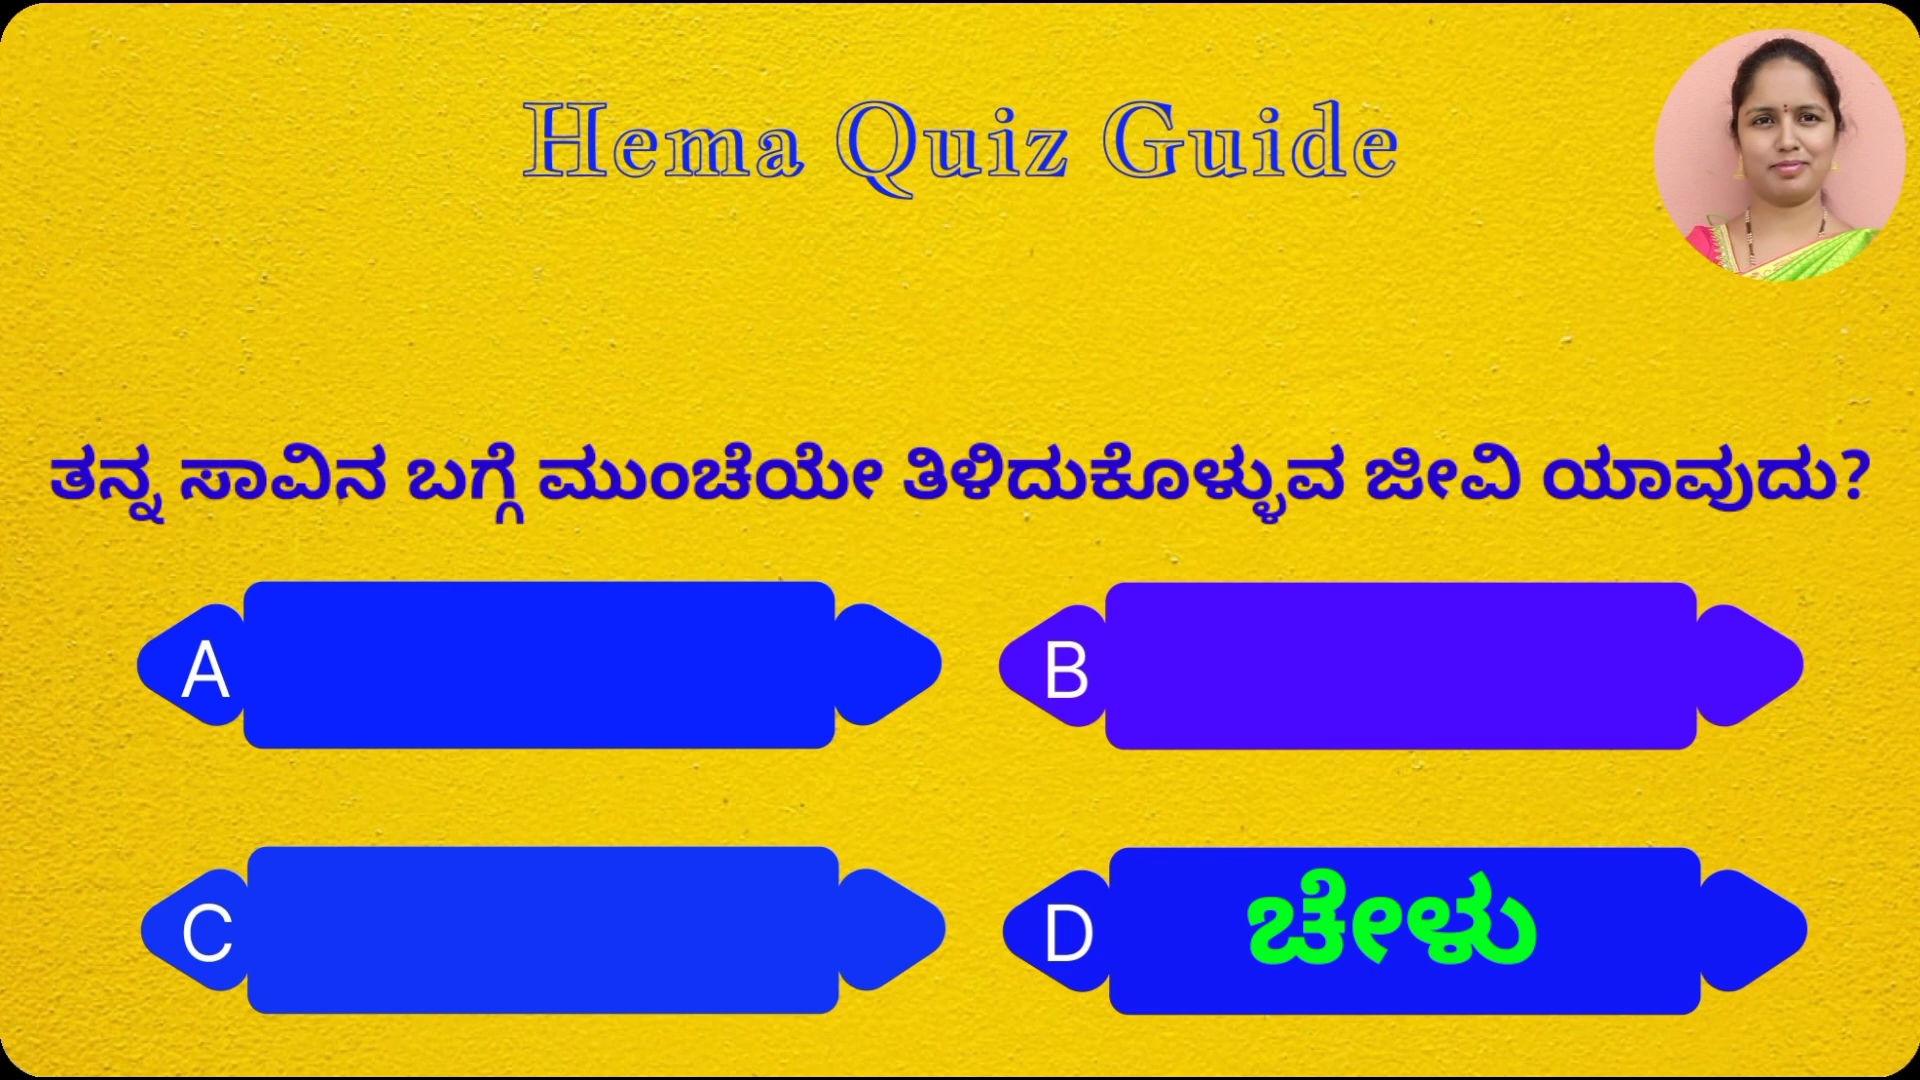 Hema Quiz Guide
ತನ್ನ ಸಾವಿನ ಬಗ್ಗೆ ಮುಂಚೆಯೇ ತಿಳಿದುಕೊಳ್ಳುವ ಜೀವಿ ಯಾವುದು?
A
B
C
D ಚೇಳು